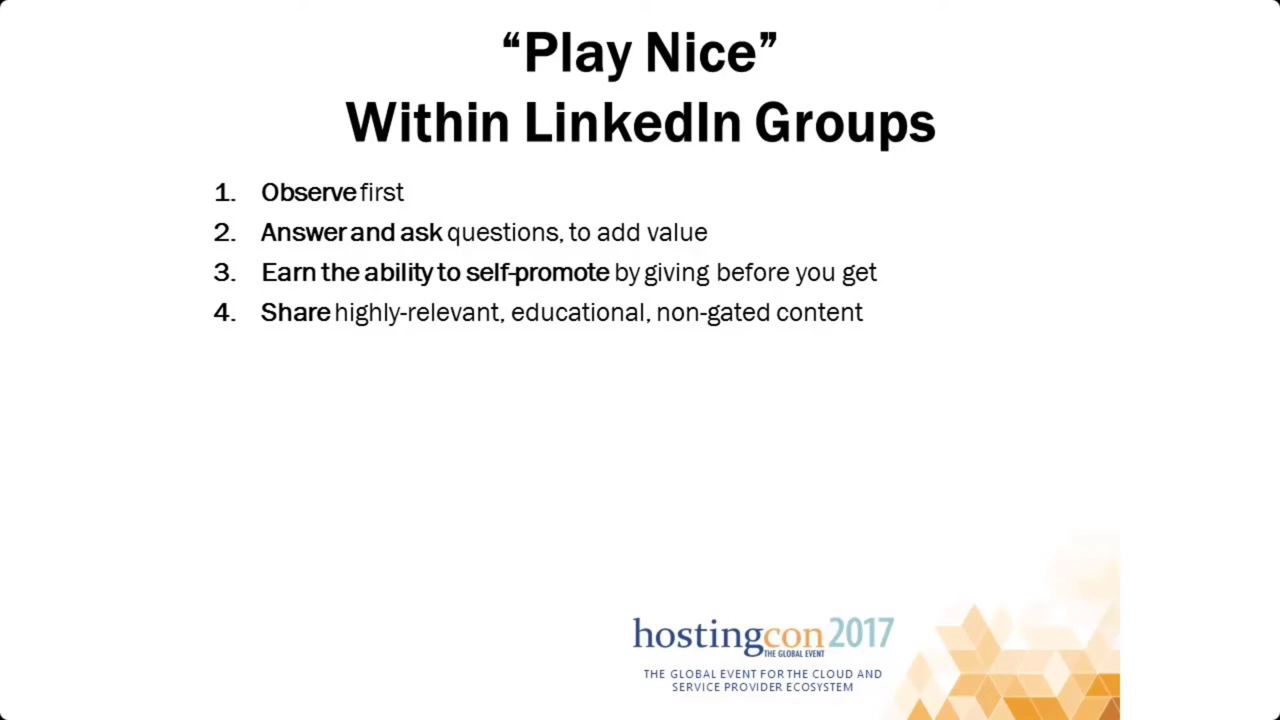 “Play Nice”
Within LinkedIn Groups
1. Observe first
2. Answer and ask questions, to add value
3. Earn the ability to self-promote by giving before you get
4. Share highly-relevant, educational, non-gated content
hostingcon 2017
THE GLOBAL EVENT
THE GLOBAL EVENT FOR THE CLOUD AND
SERVICE PROVIDER ECOSYSTEM